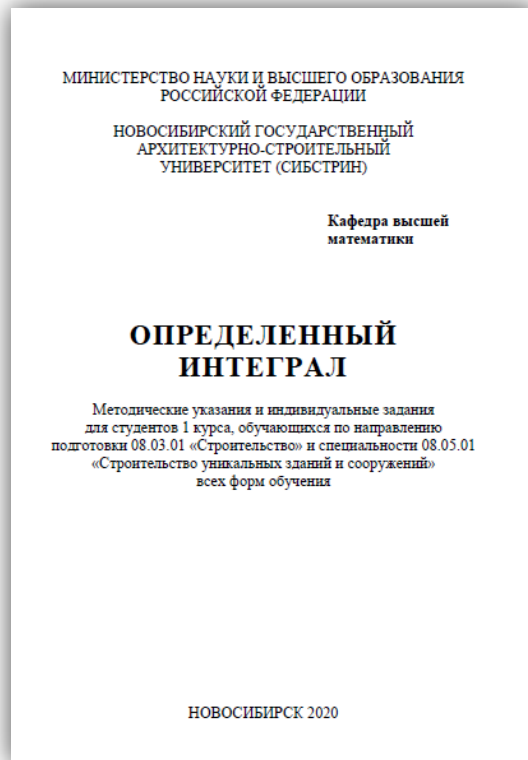 МИНИСТЕРСТВО НАУКИ И ВЫСШЕГО ОБРАЗОВАНИЯ
РОССИЙСКОЙ ФЕДЕРАЦИИ
НОВОСИБИРСКИЙ ГОСУДАРСТВЕННЫЙ
АРХИТЕКТУРНО-СТРОИТЕЛЬНЫЙ
УНИВЕРСИТЕТ (СИБСТРИН)
Кафедра высшей
математики
ОПРЕДЕЛЕННЫЙ
ИНТЕГРАЛ
Методические указания и индивидуальные задания
для студентов 1 курса, обучающихся по направлению
подготовки 08.03.01 «Строительство» и специальности 08.05.01
«Строительство уникальных зданий и сооружений»
всех форм обучения
НОВОСИБИРСК 2020